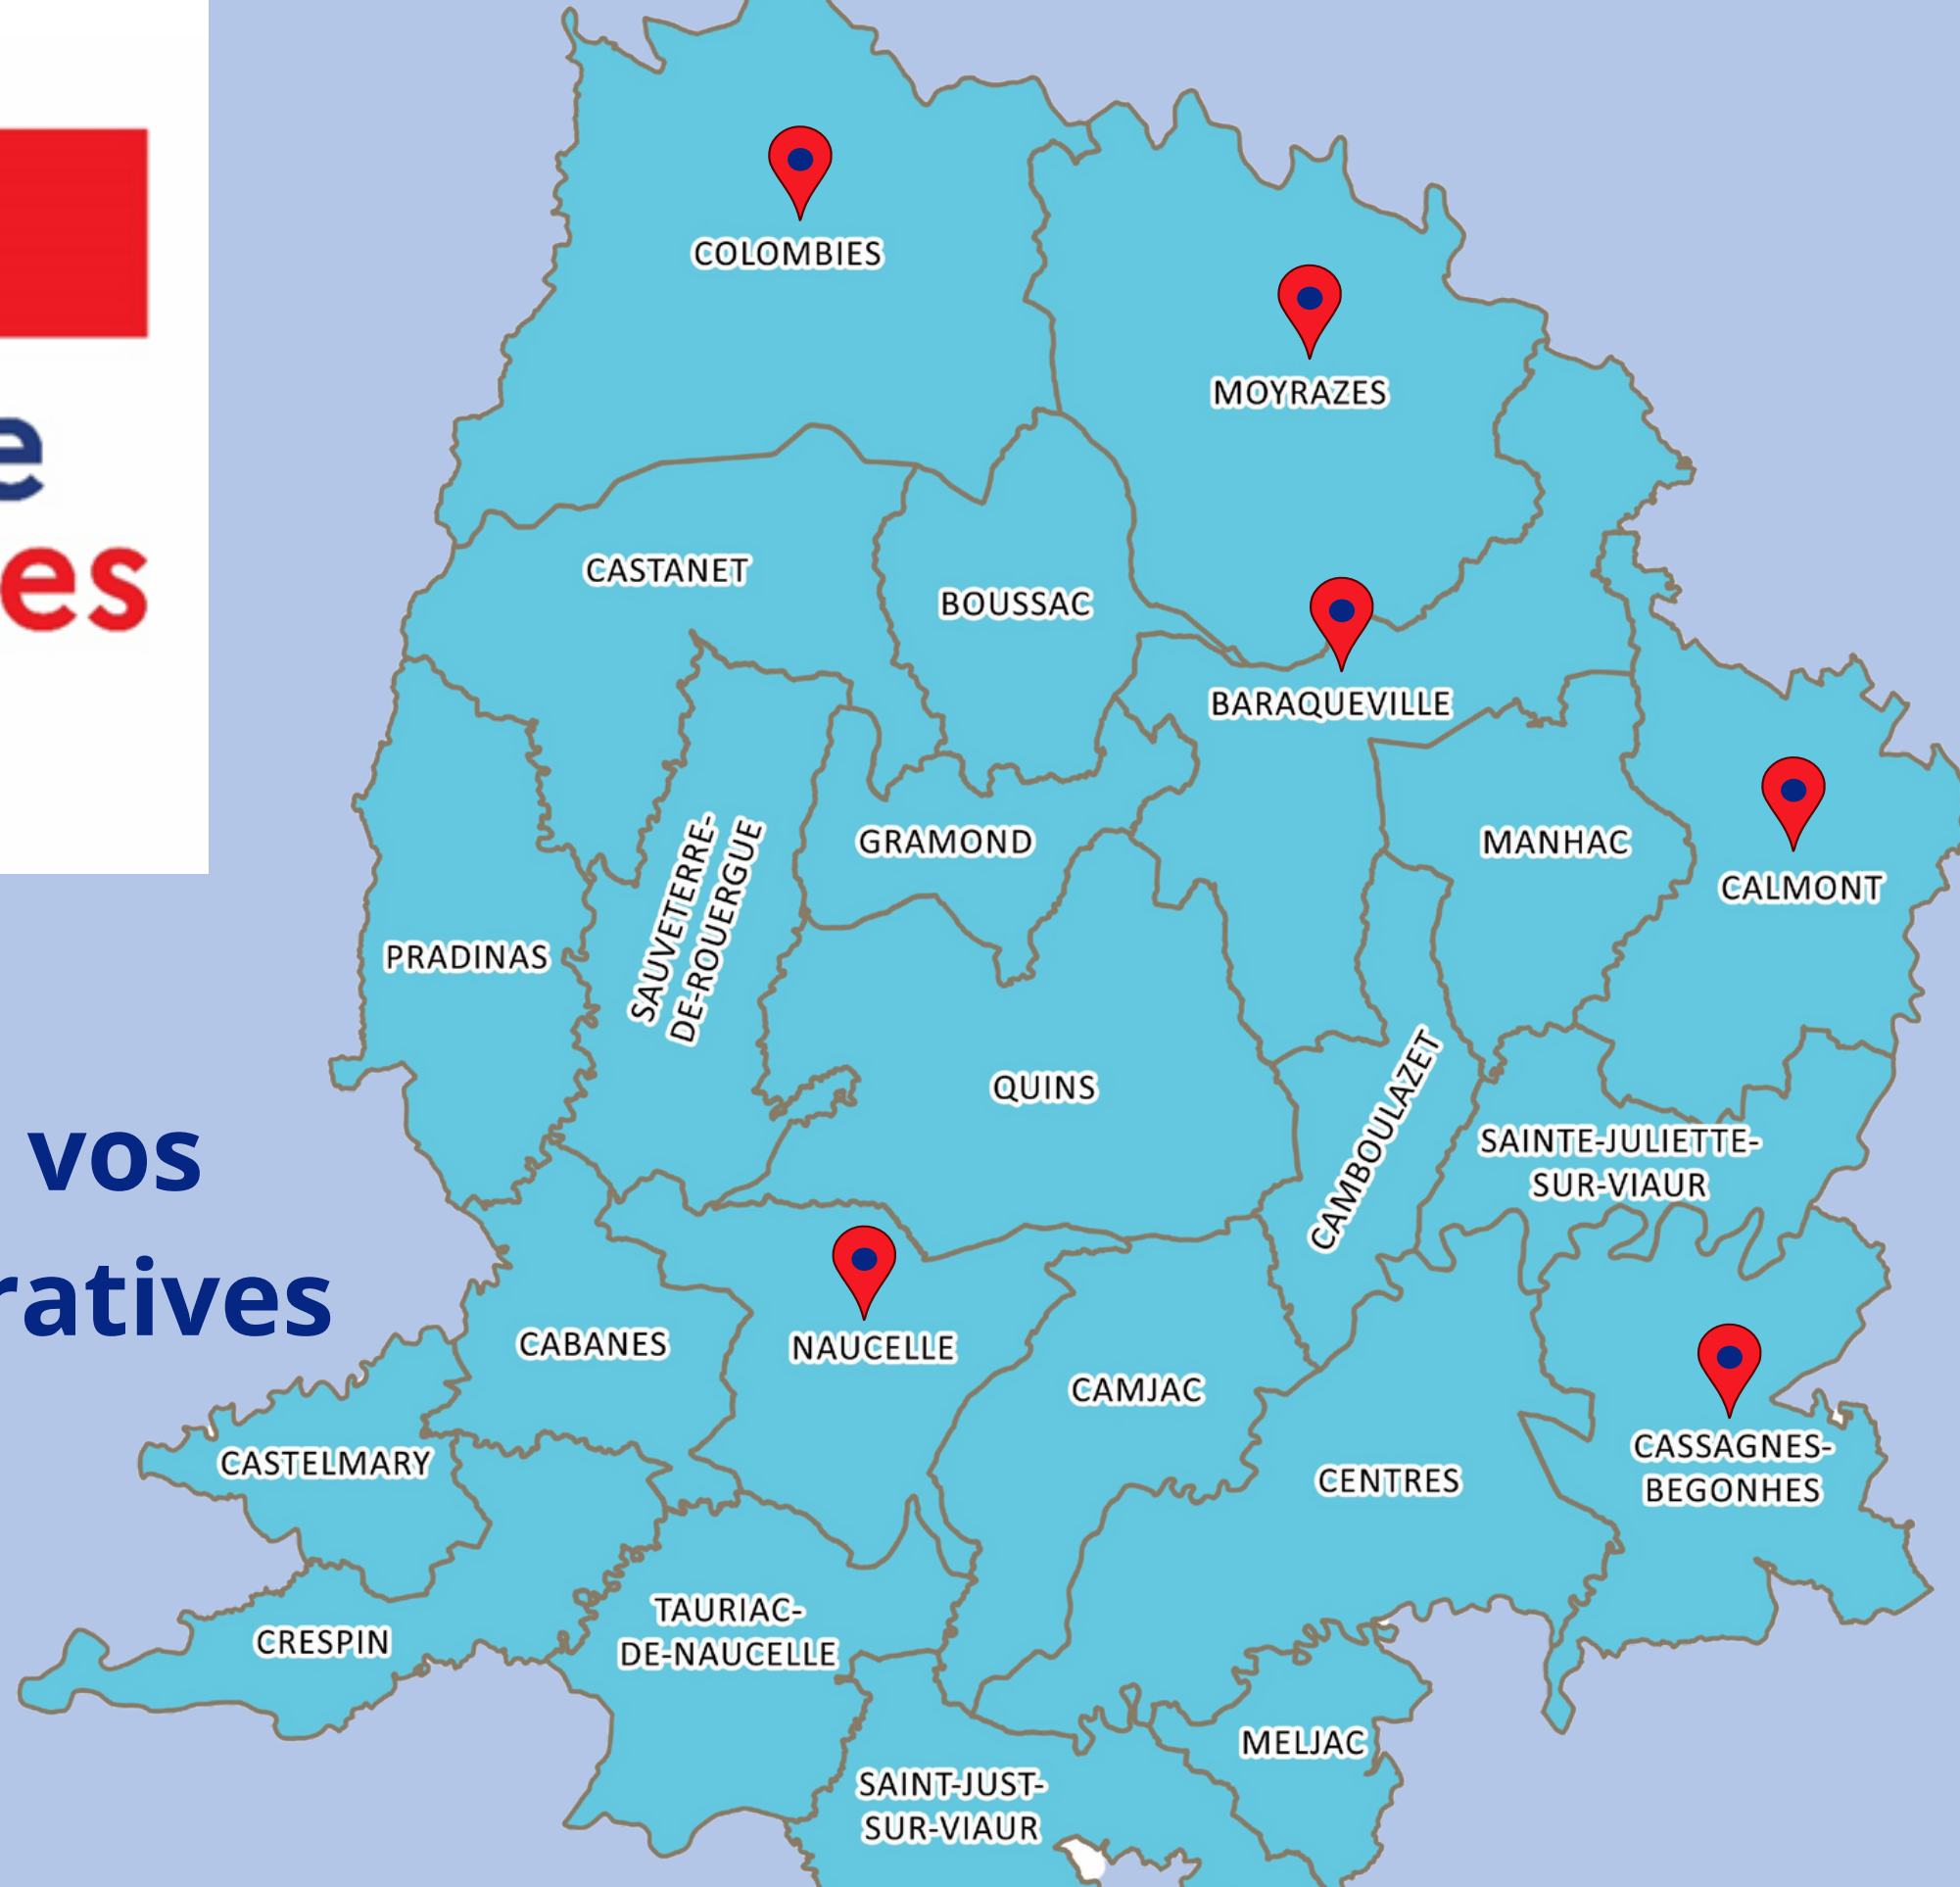 e
es
vos
ratives
COLOMBIES
MOYRAZES
CASTANET
BOUSSAC
BARAQUEVILLE
GRAMOND
MANHAC
CALMONT
PRADINAS
SAUVETERRE-
DE-ROUERGUE
QUINS
CAMBOULAZET
SAINTE-JULIETTE-
SUR-VIAUR
CABANES
NAUCELLE
CAMJAC
CASTELMARY
CENTRES
CASSAGNES-
BEGONHES
CRESPIN
TAURIAC-
DE-NAUCELLE
MELJAC
SAINT-JUST-
SUR-VIAUR